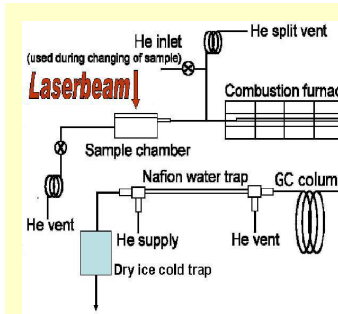 He inlet
He split vent
(used during changing of sample)
Laserbeam
Combustion furnac
Sample chamber
Nafion water trap
GC colum
He vent
He supply
He vent
Dry ice cold trap